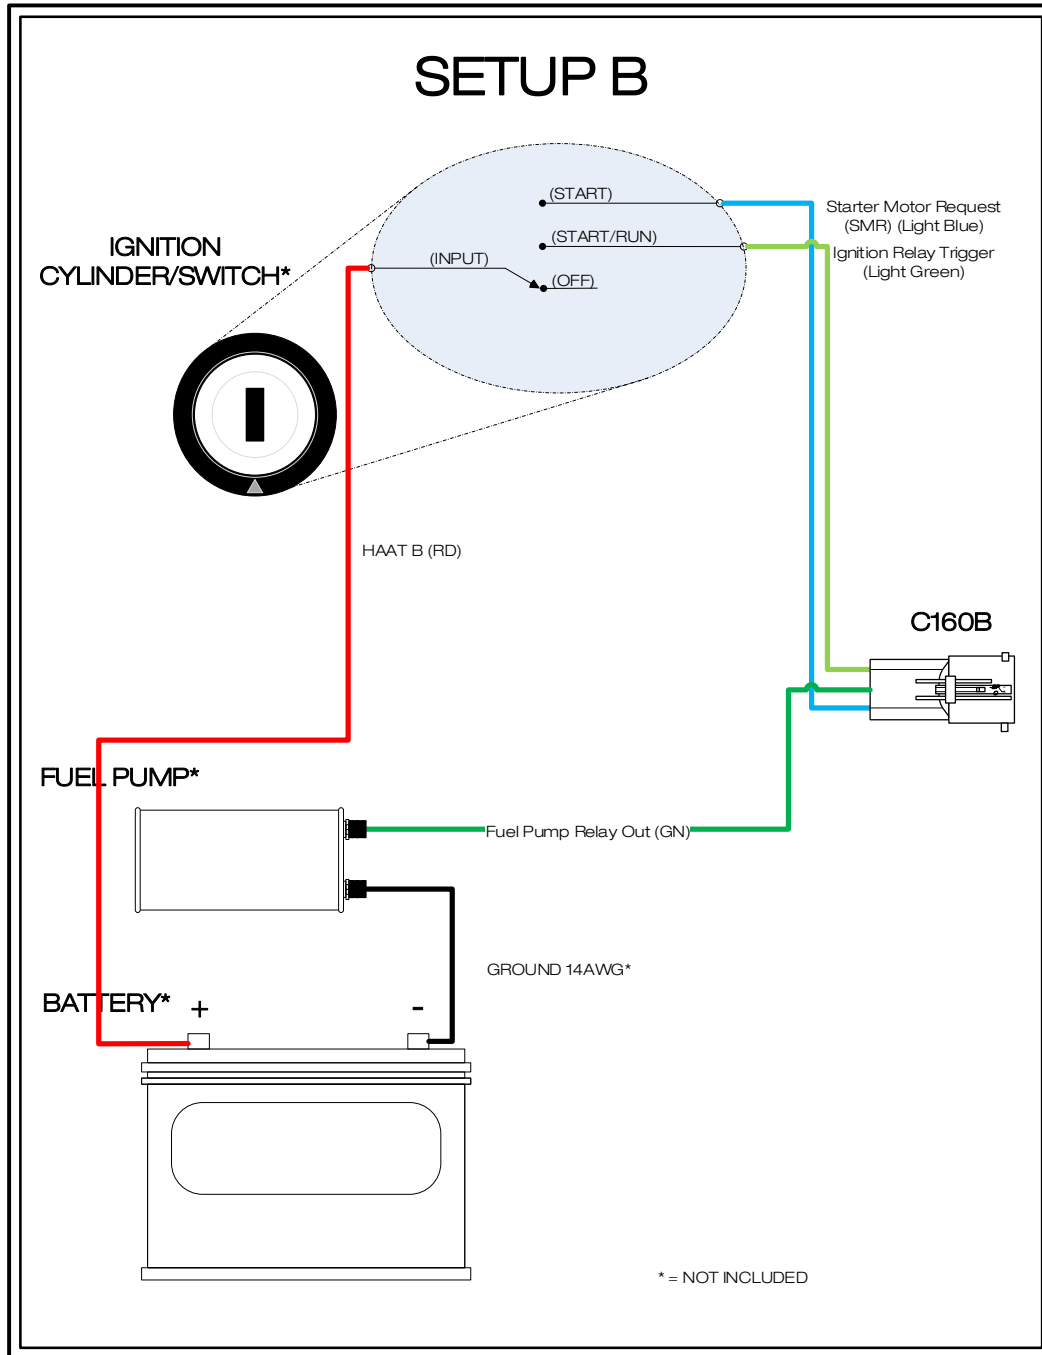 SETUP B
(START)
Starter Motor Request
(SMR) (Light Blue)
(START/RUN)
Ignition Relay Trigger
(Light Green)
IGNITION
CYLINDER/SWITCH*
(INPUT)
(OFF)
HAAT B (RD)
C160B
FUEL PUMP*
Fuel Pump Relay Out (GN)
GROUND 14AWG*
BATTERY*
+
-
* = NOT INCLUDED